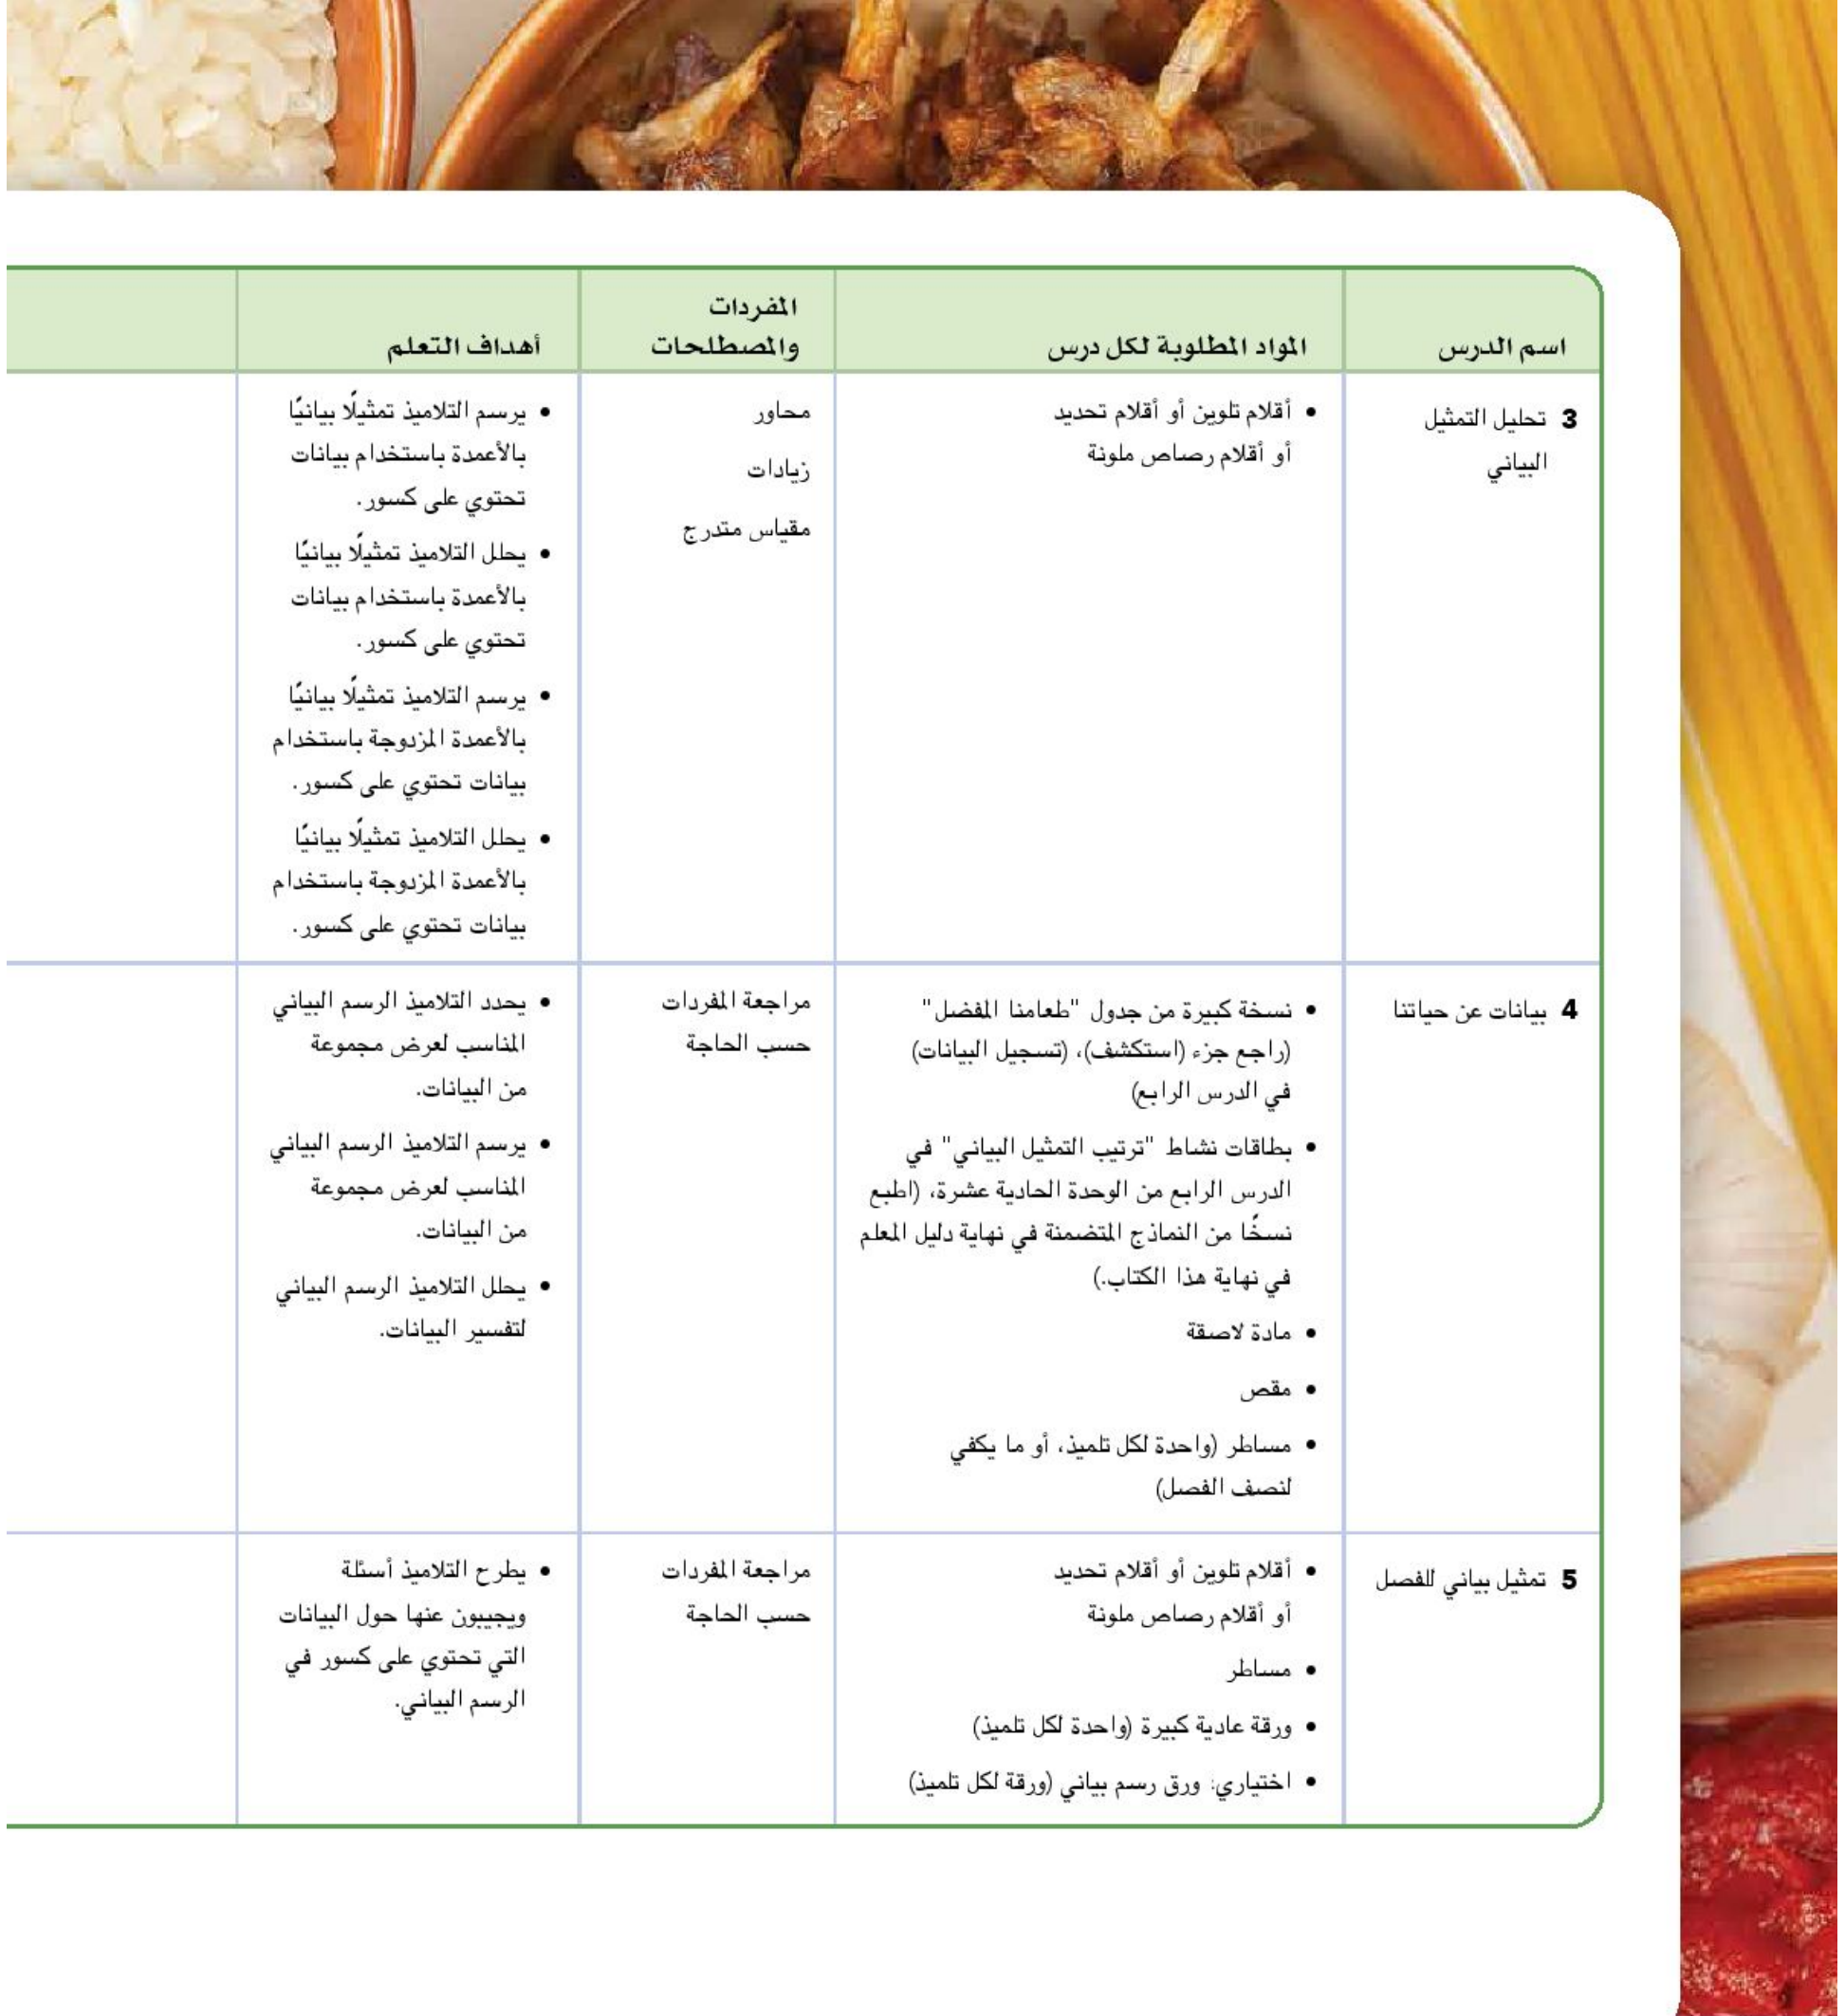 اسم الدرس
المواد المطلوبة لكل درس
المفردات
والمصطلحات
أهداف التعلم
3 تحليل التمثيل
البياني
• أقلام تلوين أو أقلام تحديد
أو أقلام رصاص ملونة
محاور
زيادات
مقياس متدرج
• يرسم التلاميذ تمثيلًا بيانيًا
بالأعمدة باستخدام بيانات
تحتوي على كسور.
• يحلل التلاميذ تمثيلًا بيانيًا
بالأعمدة باستخدام بيانات
تحتوي على كسور.
• يرسم التلاميذ تمثيلًا بيانيًا
بالأعمدة المزدوجة باستخدام
بيانات تحتوي على كسور.
• يحلل التلاميذ تمثيلًا بيانيًا
بالأعمدة المزدوجة باستخدام
بيانات تحتوي على كسور.
4 بيانات عن حياتنا
• نسخة كبيرة من جدول "طعامنا المفضل"
(راجع جزء (استكشف)، (تسجيل البيانات)
في الدرس الرابع)
• بطاقات نشاط "ترتيب التمثيل البياني" في
الدرس الرابع من الوحدة الحادية عشرة، (اطبع
نسخًا من النماذج المتضمنة في نهاية دليل المعلم
في نهاية هذا الكتاب.)
• مادة لاصقة
• مقص
• مساطر (واحدة لكل تلميذ، أو ما يكفي
لنصف الفصل)
مراجعة المفردات
حسب الحاجة
• يحدد التلاميذ الرسم البياني
المناسب لعرض مجموعة
من البيانات.
• يرسم التلاميذ الرسم البياني
المناسب لعرض مجموعة
من البيانات.
• يحلل التلاميذ الرسم البياني
لتفسير البيانات.
5 تمثيل بياني للفصل
• أقلام تلوين أو أقلام تحديد
أو أقلام رصاص ملونة
• مساطر
• ورقة عادية كبيرة (واحدة لكل تلميذ)
• اختياري: ورق رسم بياني (ورقة لكل تلميذ)
مراجعة المفردات
حسب الحاجة
• يطرح التلاميذ أسئلة
ويجيبون عنها حول البيانات
التي تحتوي على كسور في
الرسم البياني.